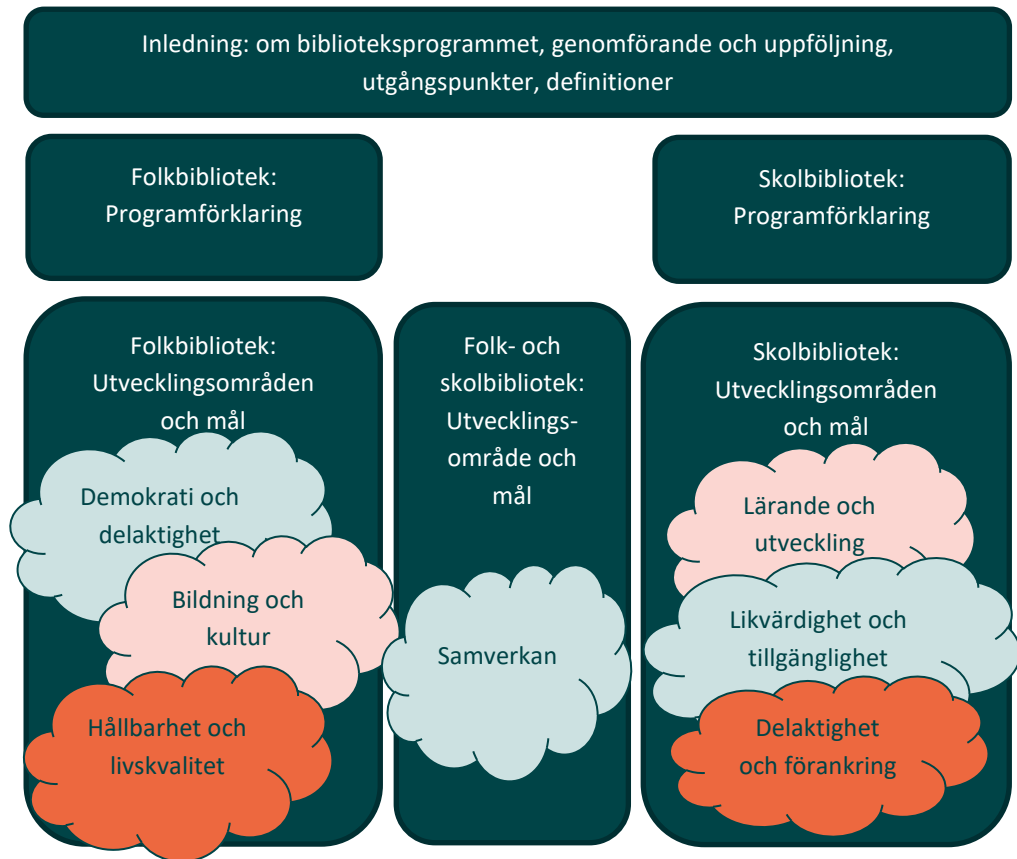 Inledning: om biblioteksprogrammet, genomförande och uppföljning,
utgångspunkter, definitioner
Folkbibliotek:
Programförklaring
Skolbibliotek:
Programförklaring
Folkbibliotek:
Utvecklingsområden
och mål
Demokrati och
delaktighet
Bildning och
kultur
Hållbarhet och
livskvalitet
Folk- och
skolbibliotek:
Utvecklings-
område och
mål
Samverkan
Skolbibliotek:
Utvecklingsområden
och mål
Lärande och
utveckling
Likvärdighet och
tillgänglighet
Delaktighet
och förankring